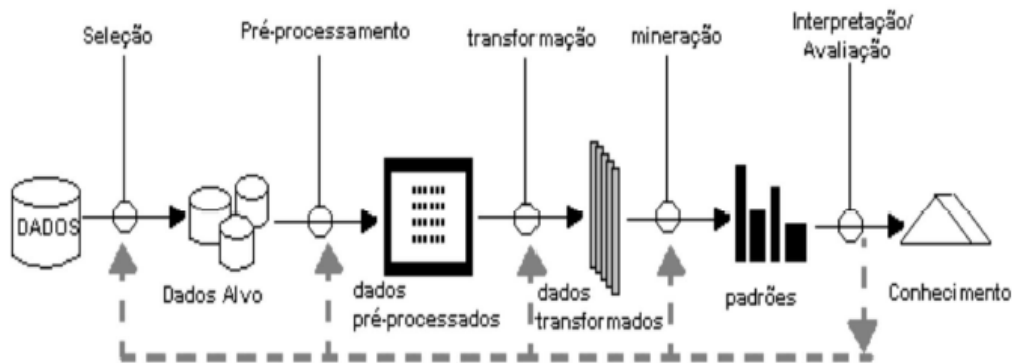 Seleção
Pré-processamento
transformação
mineração
Interpretação/
Avaliação
DADOS
Dados Alvo
dados
pré-processados
dados
transformados
padrões
Conhecimento